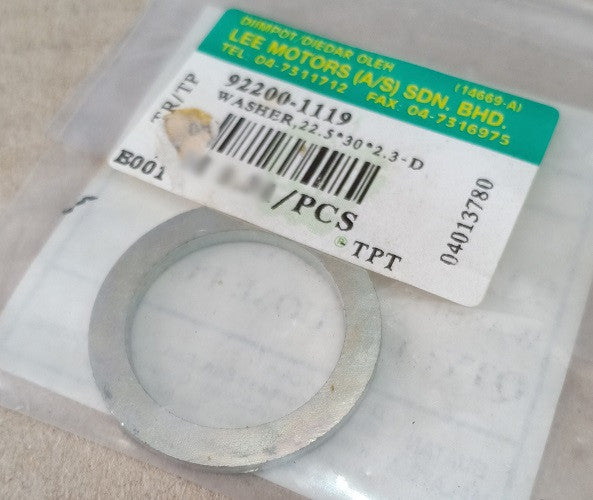 DIIMPOT DIEDAR OLEH
LEE MOTORS (A/S) SDN. BHD.
(14669-A)
TEL. 04-7311712 FAX. 04-7316975
92200-1119
WASHER,22.5*30*2.3-D
TR/TP
E001
/PCS
TPT
04013780